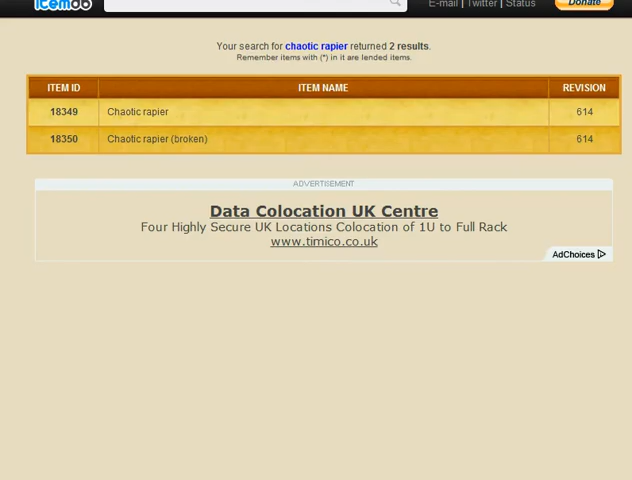 itemdb
E-mail | Twitter | Status
Donate
Your search for chaotic rapier returned 2 results.
Remember items with (*) in it are lended items.
ITEM ID ITEM NAME REVISION
18349 Chaotic rapier 614
18350 Chaotic rapier (broken) 614
ADVERTISEMENT
Data Colocation UK Centre
Four Highly Secure UK Locations Colocation of 1U to Full Rack
www.timico.co.uk
AdChoices